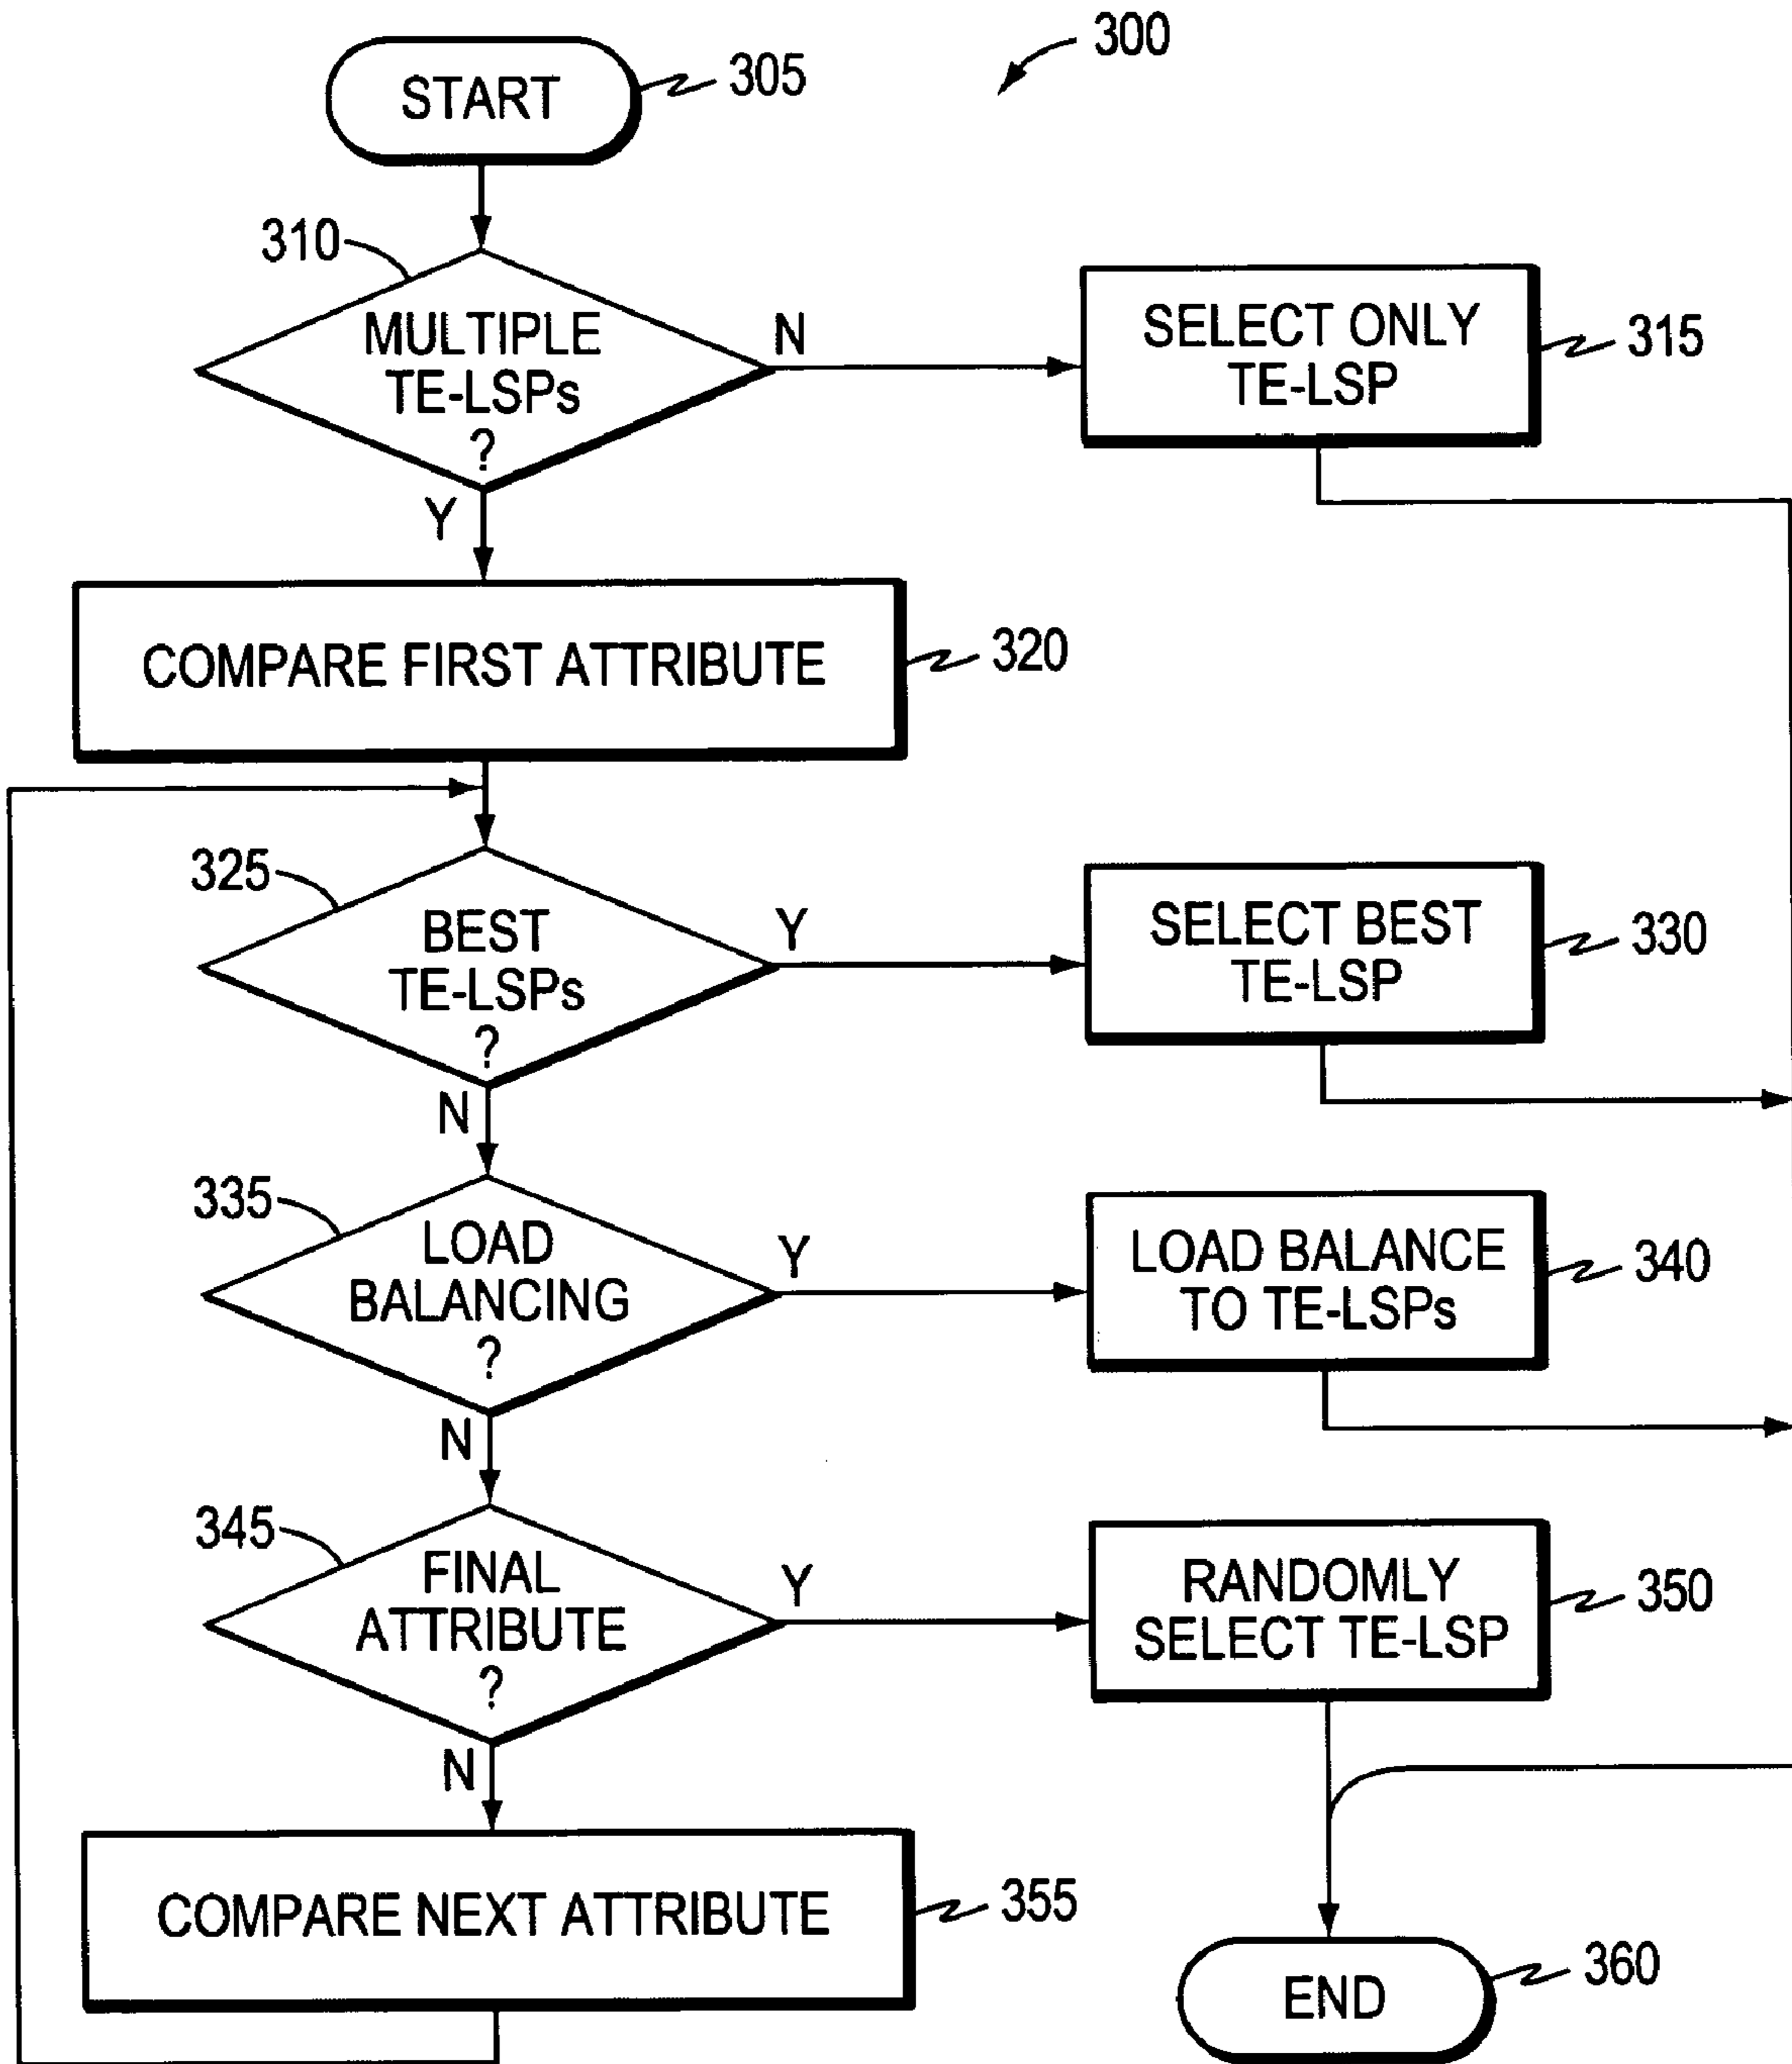 300
START
305
310
MULTIPLE
TE-LSPs
?
N
SELECT ONLY
TE-LSP
315
Y
COMPARE FIRST ATTRIBUTE
320
325
BEST
TE-LSPs
?
Y
SELECT BEST
TE-LSP
330
N
335
LOAD
BALANCING
?
Y
LOAD BALANCE
TO TE-LSPs
340
N
345
FINAL
ATTRIBUTE
?
Y
RANDOMLY
SELECT TE-LSP
350
N
COMPARE NEXT ATTRIBUTE
355
END
360